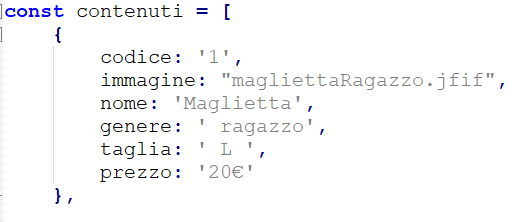 const contenuti = [
{
codice: '1',
immagine: "magliettaRagazzo.jfif",
nome: 'Maglietta',
genere: ' ragazzo',
taglia: ' L ',
prezzo: '20€'
},